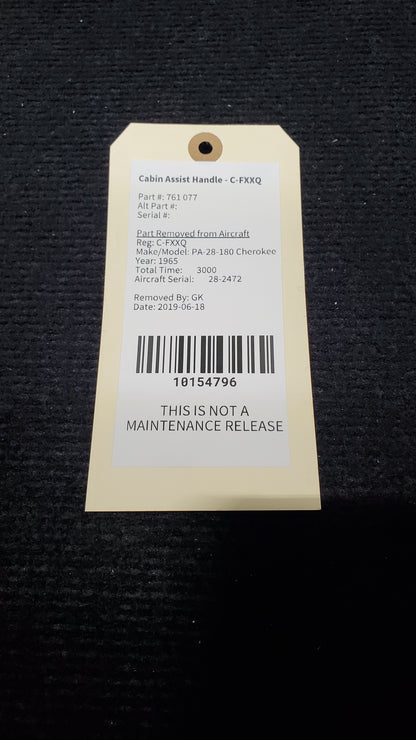 Cabin Assist Handle - C-FXXQ
Part #: 761 077
Alt Part #:
Serial #:
Part Removed from Aircraft
Reg: C-FXXQ
Make/Model: PA-28-180 Cherokee
Year: 1965
Total Time: 3000
Aircraft Serial: 28-2472
Removed By: GK
Date: 2019-06-18
10154796
THIS IS NOT A
MAINTENANCE RELEASE